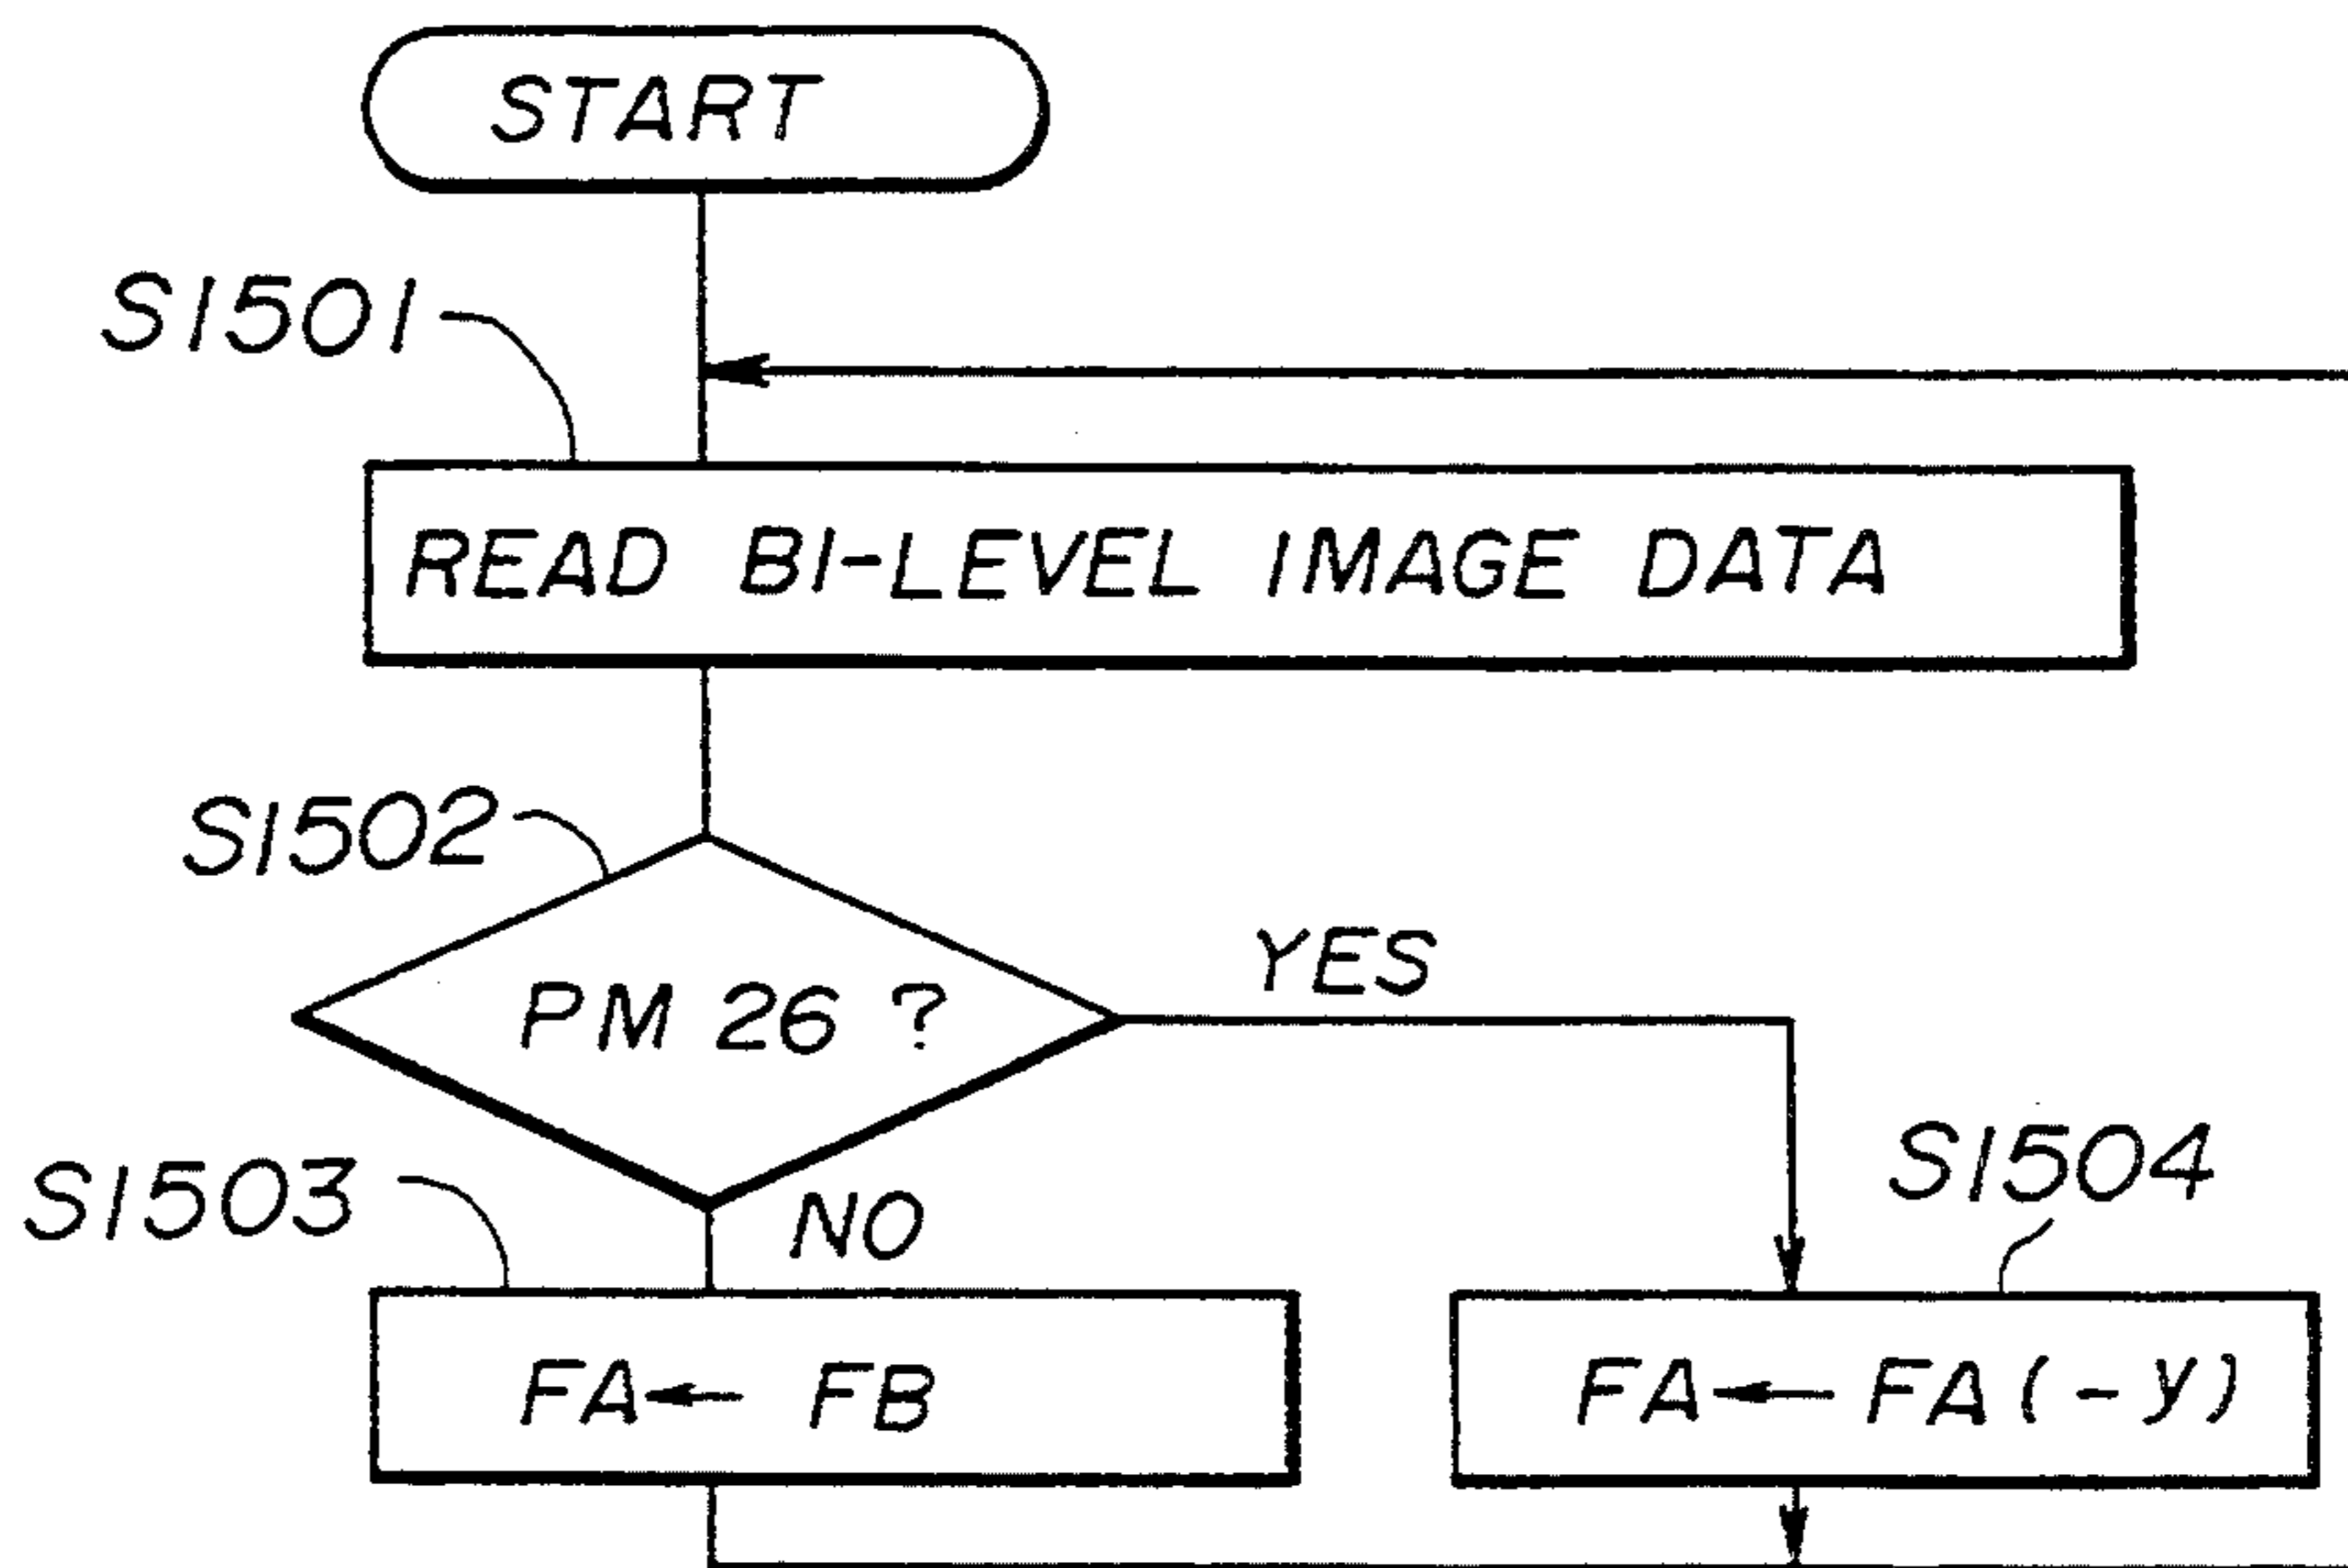 START
S1501
READ BI-LEVEL IMAGE DATA
S1502
PM 26 ?
YES
NO
S1503
S1504
FA ← FB
FA ← FA (-y)